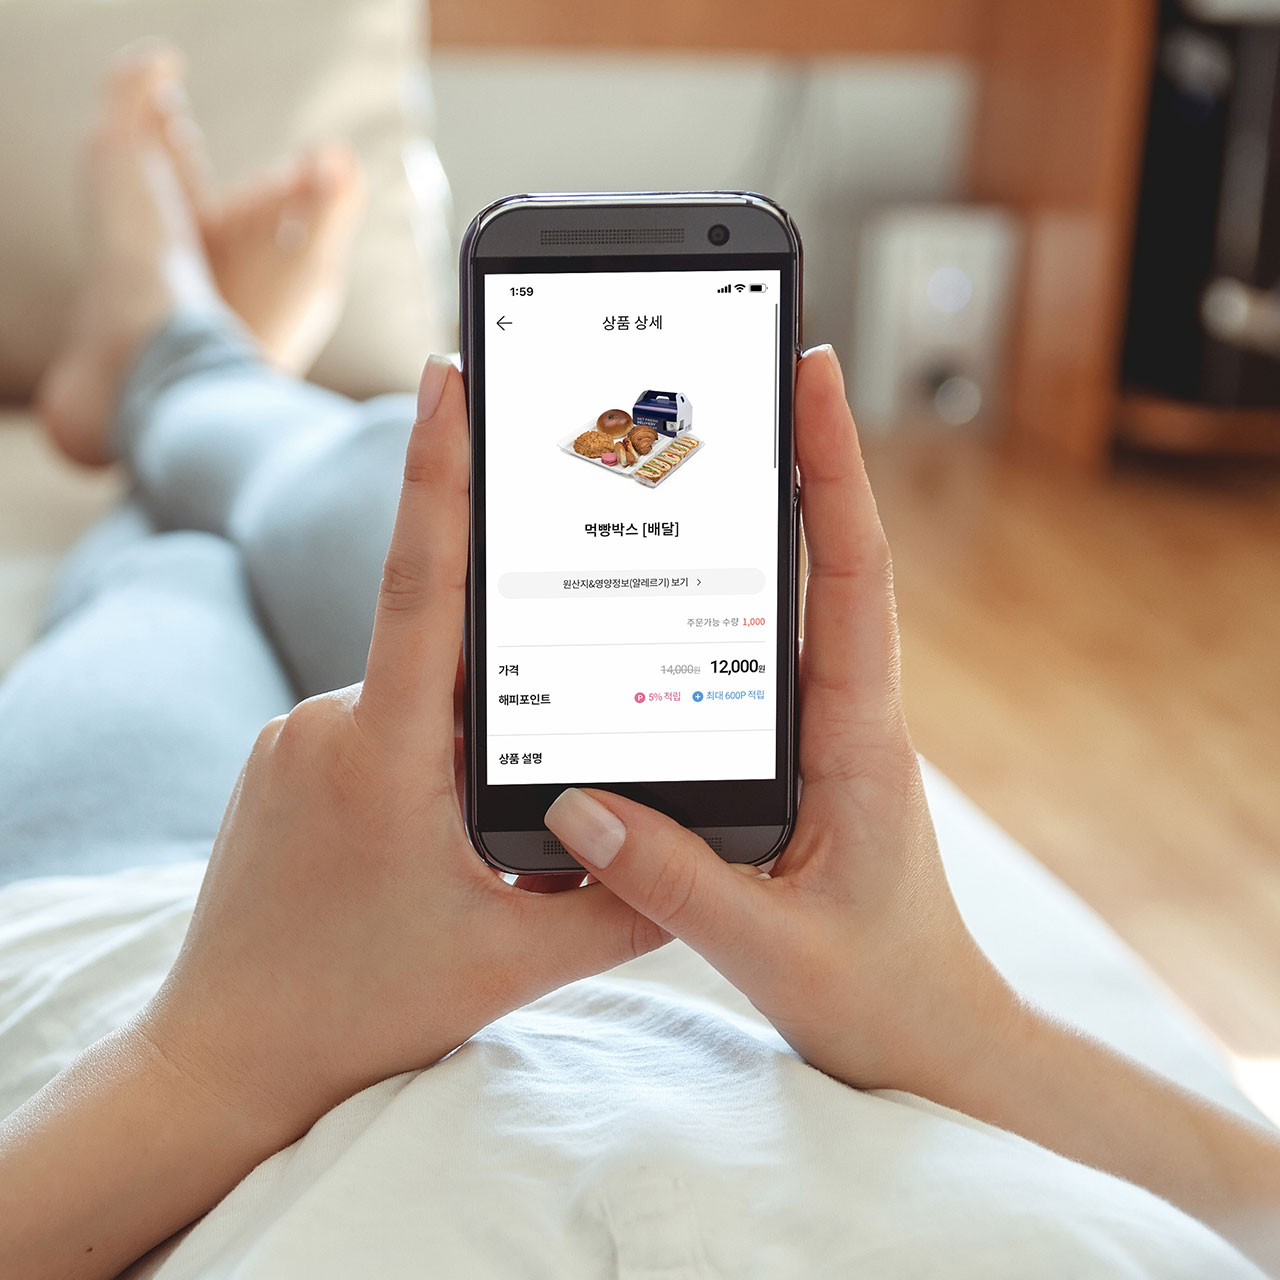 1:59
상품 상세
GET FRESH
DELIVERY
먹빵박스 [배달]
원산지&영양정보(알레르기) 보기 >
주문가능 수량 1,000
가격 14,000원 12,000원
해피포인트 P 5% 적립 + 최대 600P 적립
상품 설명